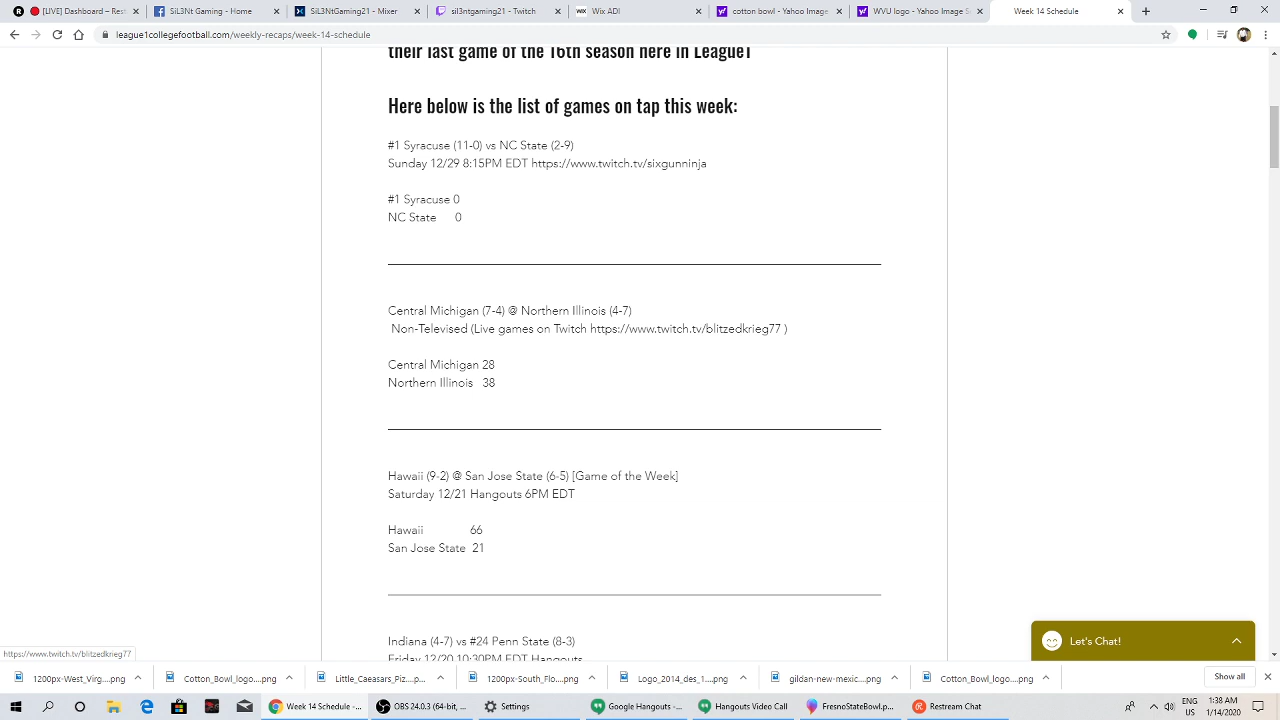 [LIVE] Dashboard – Res
SiL3Nt Gaming - Home
SiL3NtGaming21 - Mixer
sil3ntgaming21 - Twitch
WIX
Wix ADI
cotton bowl - Yahoo Image
WVU logo - Yahoo Image S
Week 14 Schedule
league1collegefootball.com/weekly-recaps/week-14-schedule
their last game of the 16th season here in League1
Here below is the list of games on tap this week:
#1 Syracuse (11-0) vs NC State (2-9)
Sunday 12/29 8:15PM EDT https://www.twitch.tv/sixgunninja
#1 Syracuse 0
NC State 0
Central Michigan (7-4) @ Northern Illinois (4-7)
Non-Televised (Live games on Twitch https://www.twitch.tv/blitzedkrieg77 )
Central Michigan 28
Northern Illinois 38
Hawaii (9-2) @ San Jose State (6-5) [Game of the Week]
Saturday 12/21 Hangouts 6PM EDT
Hawaii 66
San Jose State 21
Indiana (4-7) vs #24 Penn State (8-3)
Friday 12/20 10:30PM EDT Hangouts
Let's Chat!
https://www.twitch.tv/blitzedkrieg77
1200px-West_Virg....png
Cotton_Bowl_logo....png
Little_Caeasars_Piz....png
1200px-South_Flo....png
Logo_2014_des_1....png
gildan-new-mexic....png
Cotton_Bowl_logo....png
Show all
Week 14 Schedule -...
OBS 24.0.3 (64-bit, ...
Settings
Google Hangouts -...
Hangouts Video Call
FresnoStateBowl.p...
Restream Chat
ENG
US
1:38 AM
1/14/2020